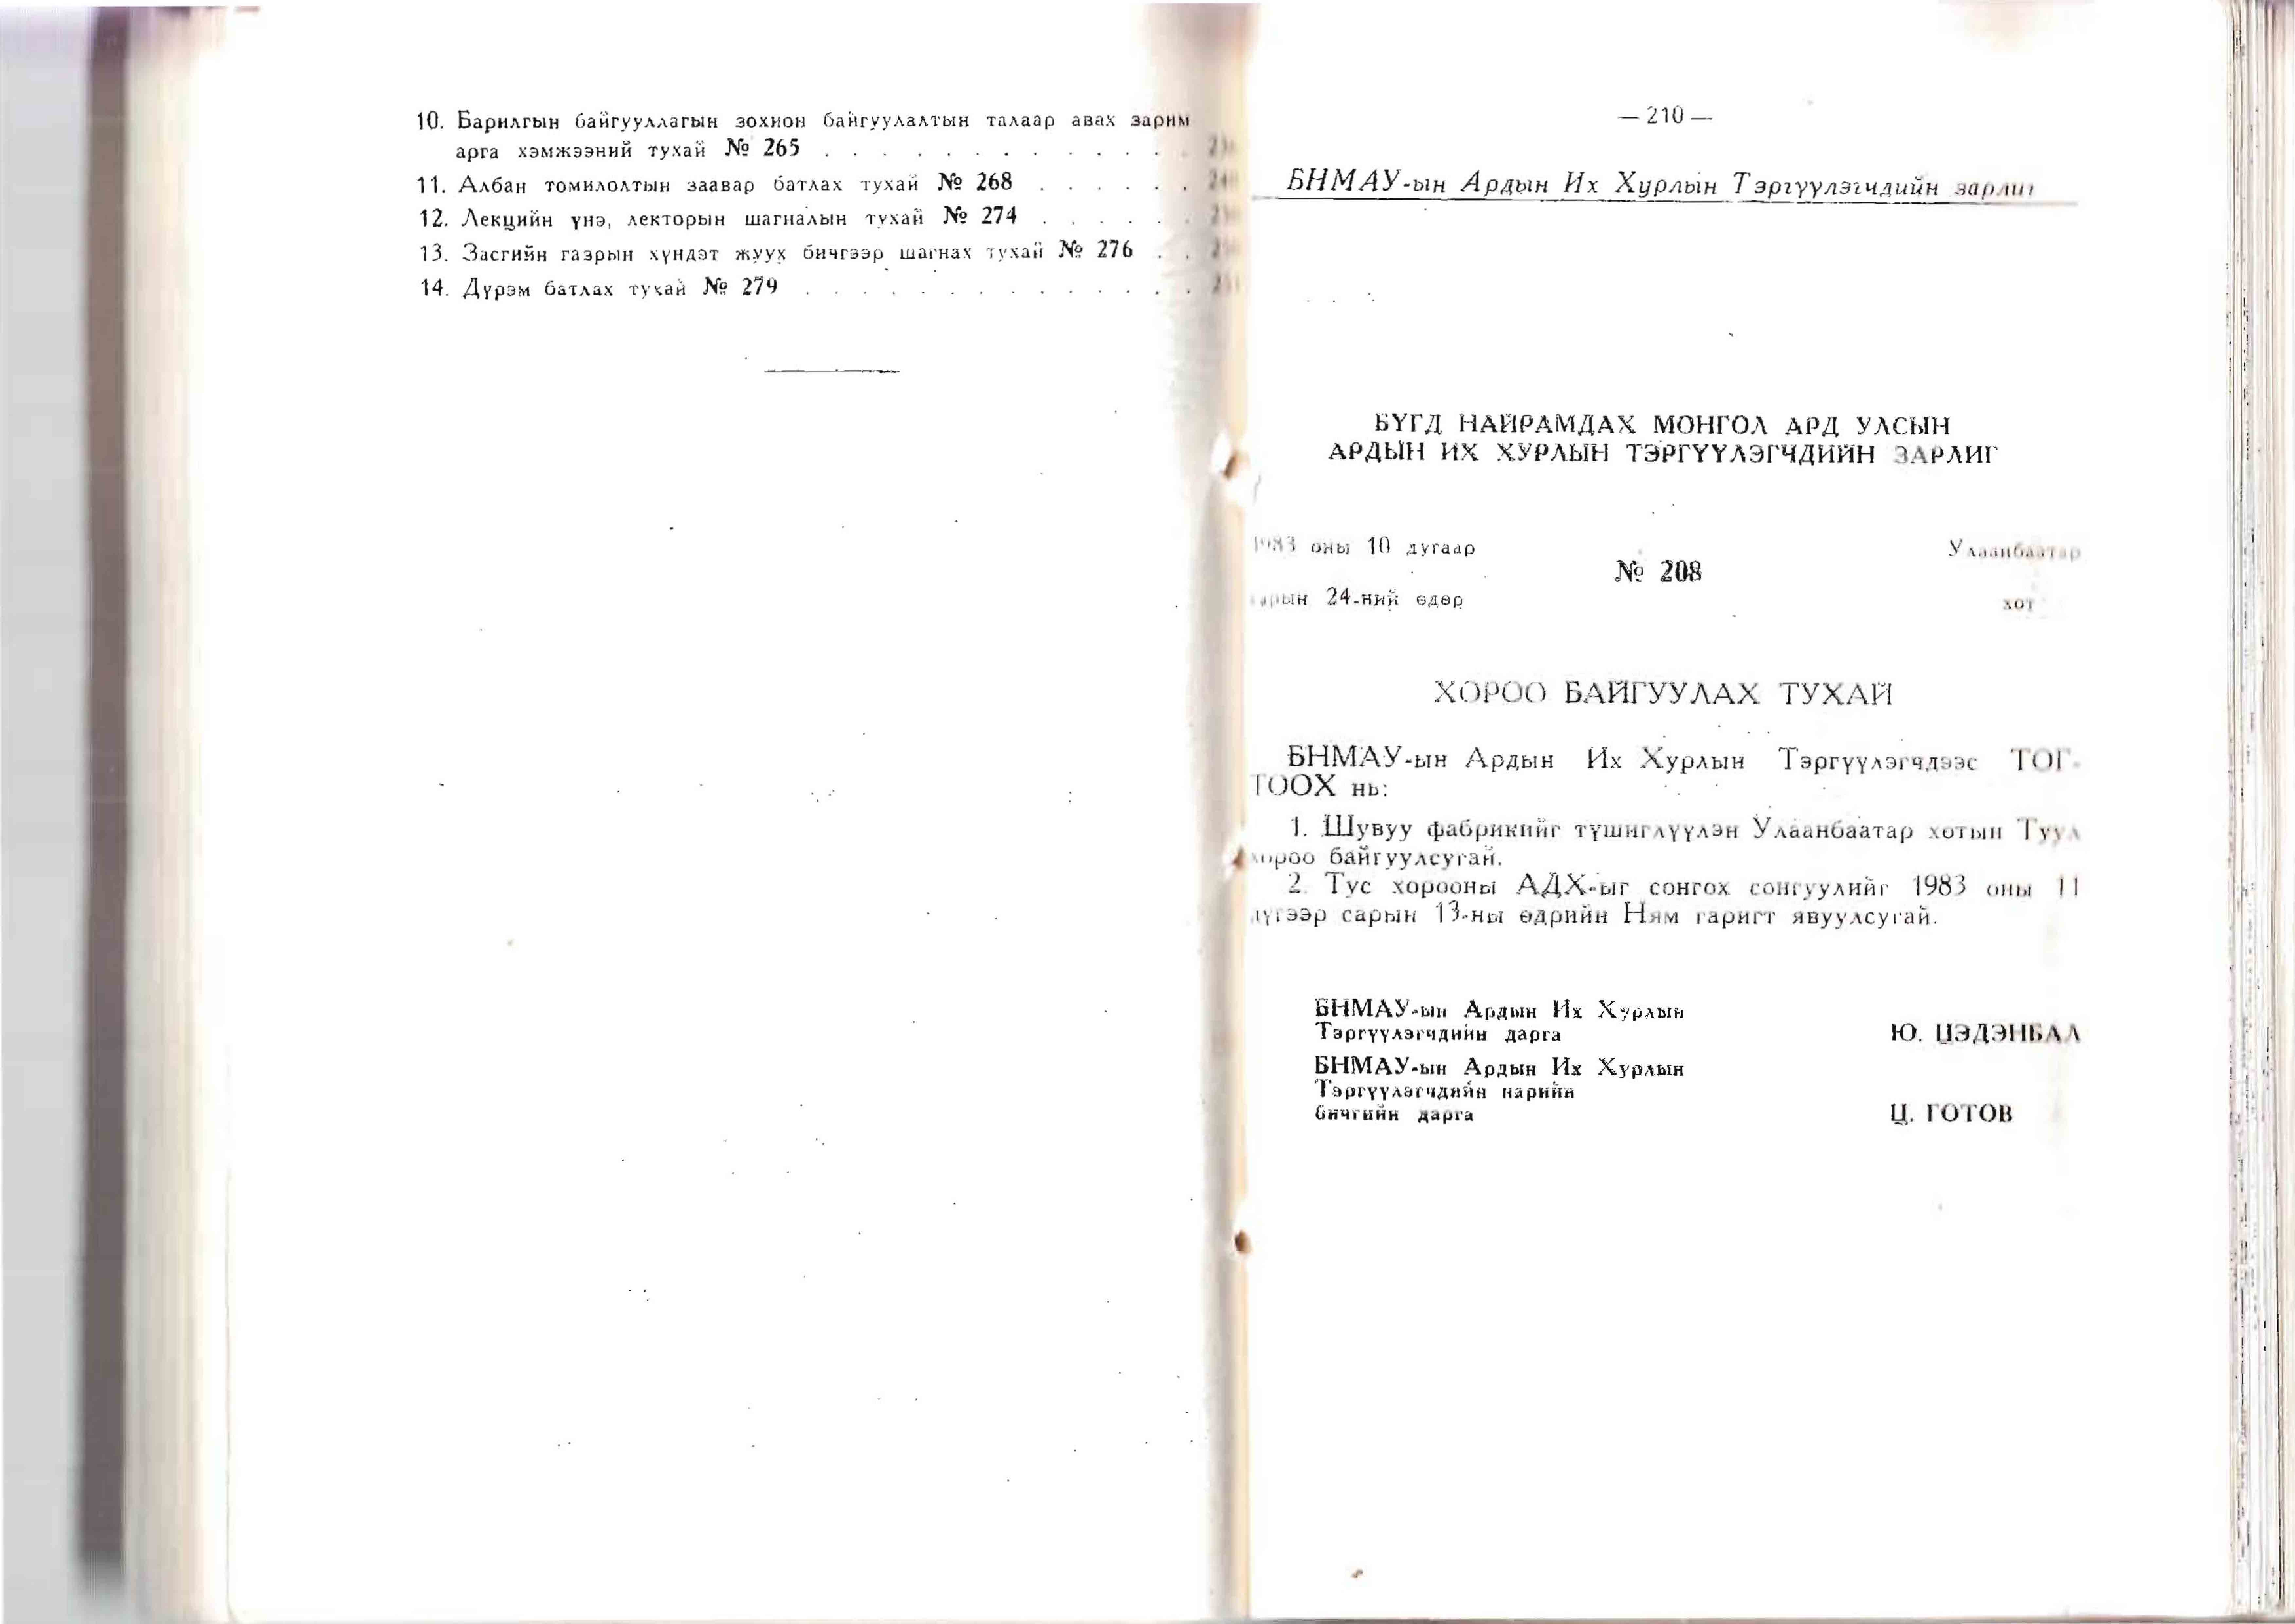 10. Барилгын байгууллагын зохион байгуулалтын талаар авах зарим
арга хэмжээний тухай № 265 . . . . . . . . . . . . .
11. Албан томилолтын заавар батлах тухай № 268 . . . . . .
12. Лекцийн үнэ, лекторын шагналын тухай № 274 . . . . . .
13. Засгийн газрын хүндэт жуух бичгээр шагнах тухай № 276 . .
14. Дүрэм батлах тухай № 279 . . . . . . . . . . . . . .
— 210 —
БНМАУ-ын Ардын Их Хурлын Тэргүүлэгчдийн зарлиг
БҮГД НАЙРАМДАХ МОНГОЛ АРД УЛСЫН
АРДЫН ИХ ХУРЛЫН ТЭРГҮҮЛЭГЧДИЙН ЗАРЛИГ
1983 оны 10 дугаар
сарын 24-ний өдөр
№ 208
Улаанбаатар
хот
ХОРОО БАЙГУУЛАХ ТУХАЙ
БНМАУ-ын Ардын Их Хурлын Тэргүүлэгчдээс ТОГ-
ТООХ нь:
1. Шувуу фабрикийг түшиглүүлэн Улаанбаатар хотын Туул
хороо байгуулсугай.
2. Тус хорооны АДХ-ыг сонгох сонгуулийг 1983 оны 11
дүгээр сарын 13-ны өдрийн Ням гаригт явуулсугай.
БНМАУ-ын Ардын Их Хурлын
Тэргүүлэгчдийн дарга Ю. ЦЭДЭНБАЛ
БНМАУ-ын Ардын Их Хурлын
Тэргүүлэгчдийн нарийн
бичгийн дарга Ц. ГОТОВ